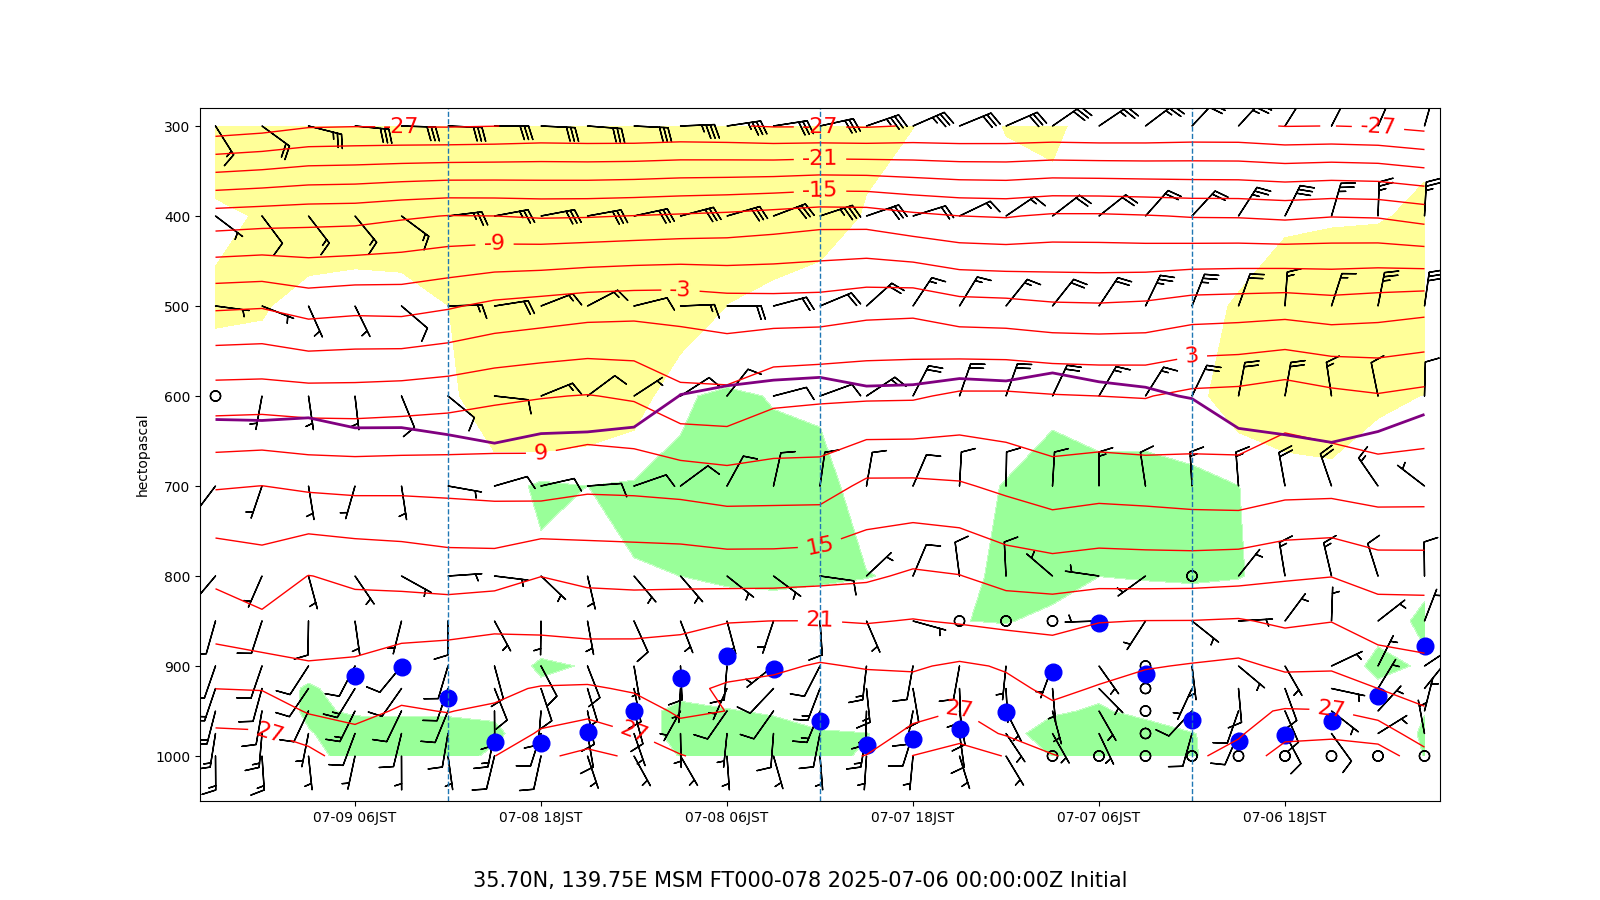 300
400
500
600
700
800
900
1000
hectopascal
-27
-27
-27
-21
-15
-9
-3
3
9
15
21
27
27
27
27
07-09 06JST
07-08 18JST
07-08 06JST
07-07 18JST
07-07 06JST
07-06 18JST
35.70N, 139.75E MSM FT000-078 2025-07-06 00:00:00Z Initial